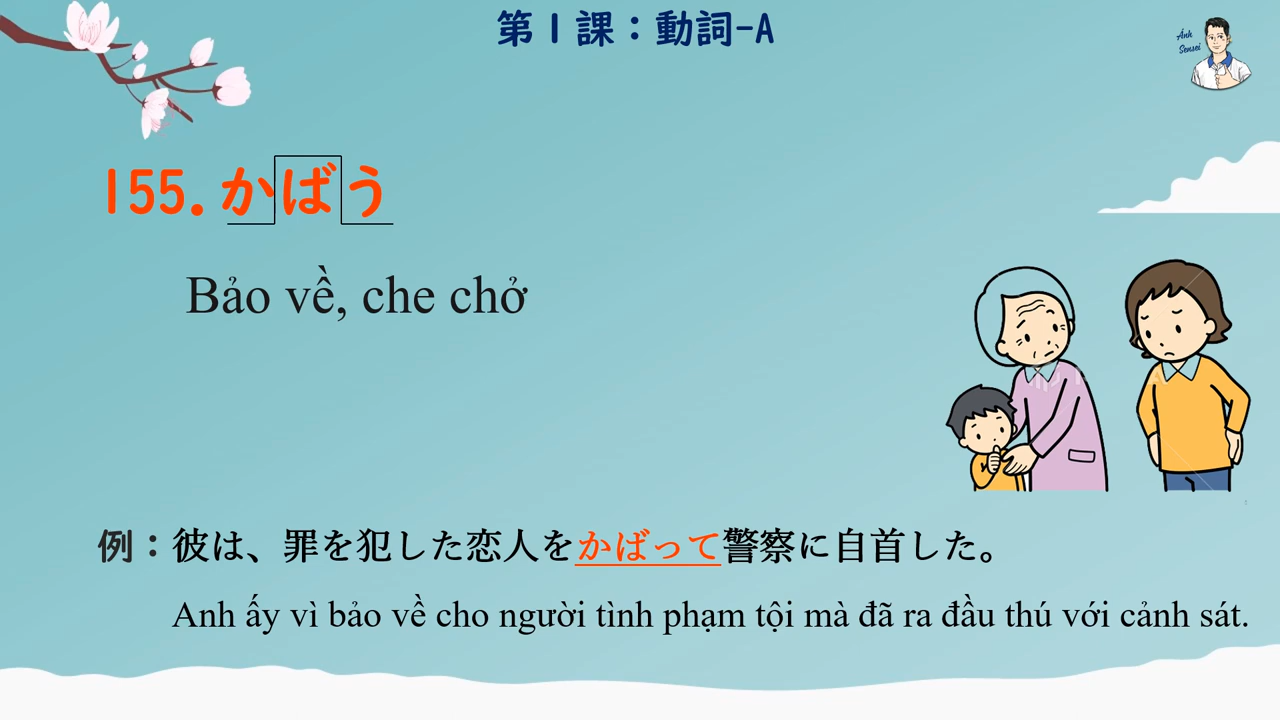 第1課：動詞-A
Anh
Sensei
155. かばう
Bảo về, che chở
例：彼は、罪を犯した恋人をかばって警察に自首した。
Anh ấy vì bảo về cho người tình phạm tội mà đã ra đầu thú với cảnh sát.